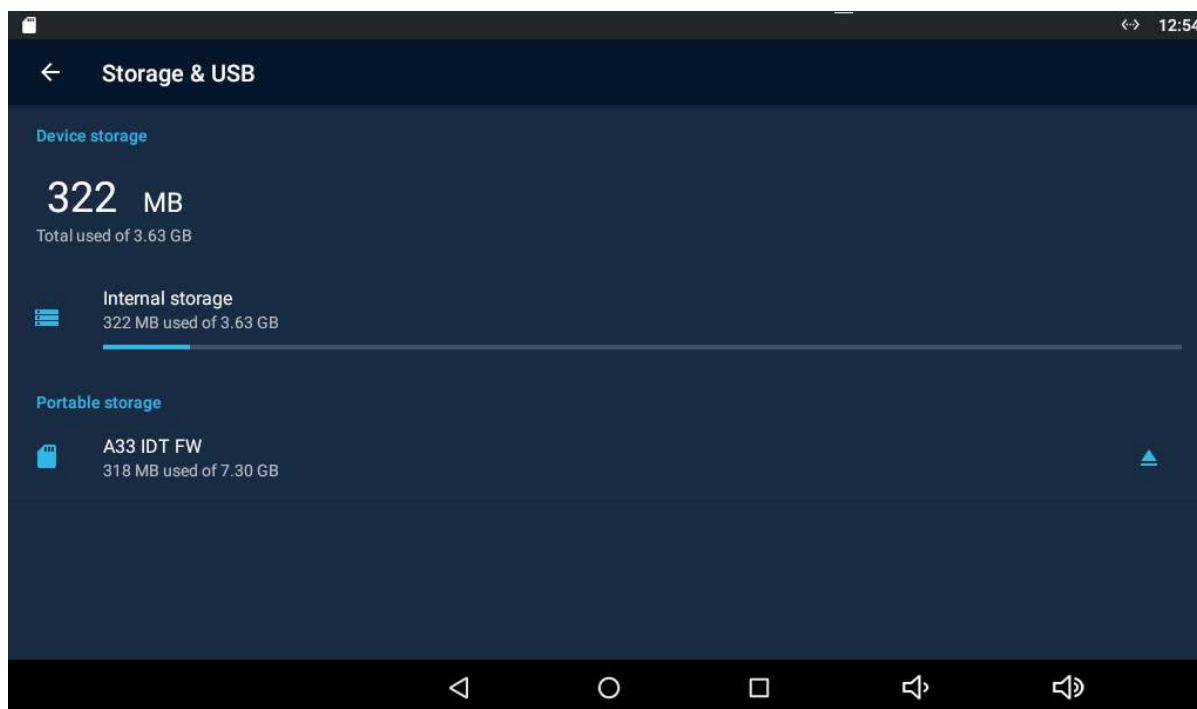 12:54
Storage & USB
Device storage
322 MB
Total used of 3.63 GB
Internal storage
322 MB used of 3.63 GB
Portable storage
A33 IDT FW
318 MB used of 7.30 GB